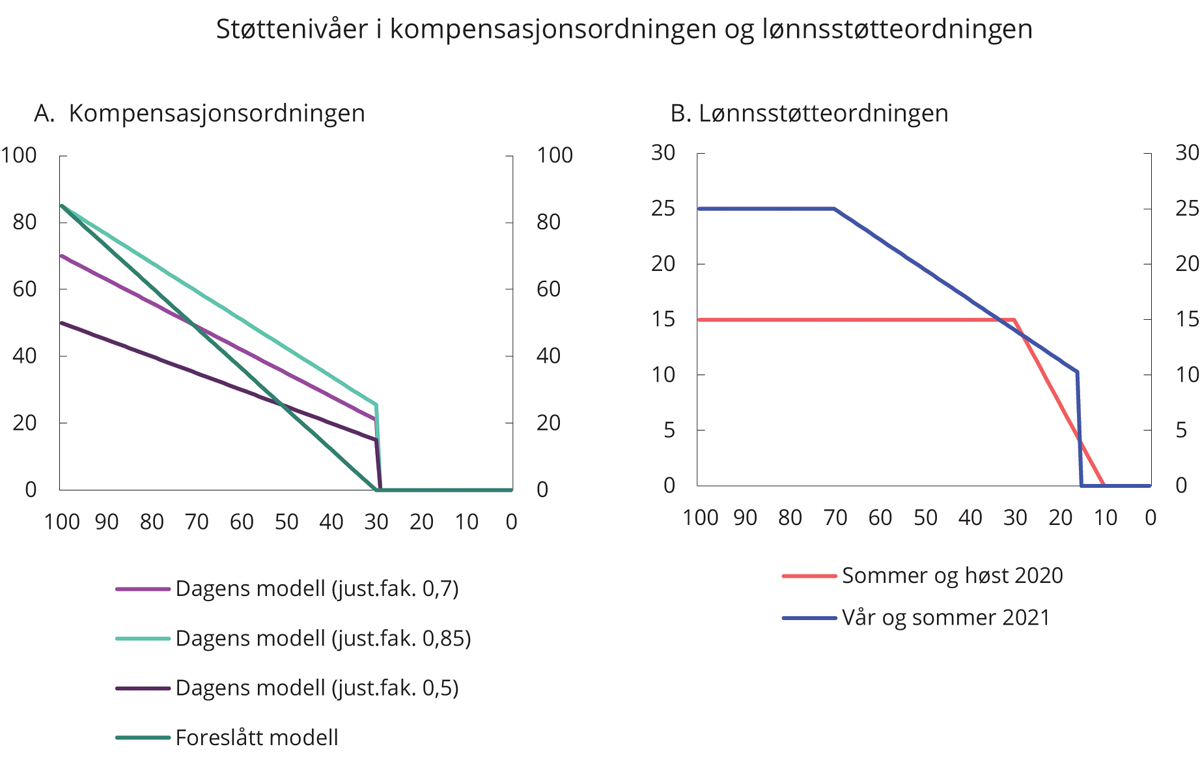 Støttenivåer i kompensasjonsordningen og lønnsstøtteordningen
A. Kompensasjonsordningen
100 100
80 80
60 60
40 40
20 20
0 0
100 90 80 70 60 50 40 30 20 10 0
Dagens modell (just.fak. 0,7)
Dagens modell (just.fak. 0,85)
Dagens modell (just.fak. 0,5)
Foreslått modell
B. Lønnsstøtteordningen
30 30
25 25
20 20
15 15
10 10
5 5
0 0
100 90 80 70 60 50 40 30 20 10 0
Sommer og høst 2020
Vår og sommer 2021